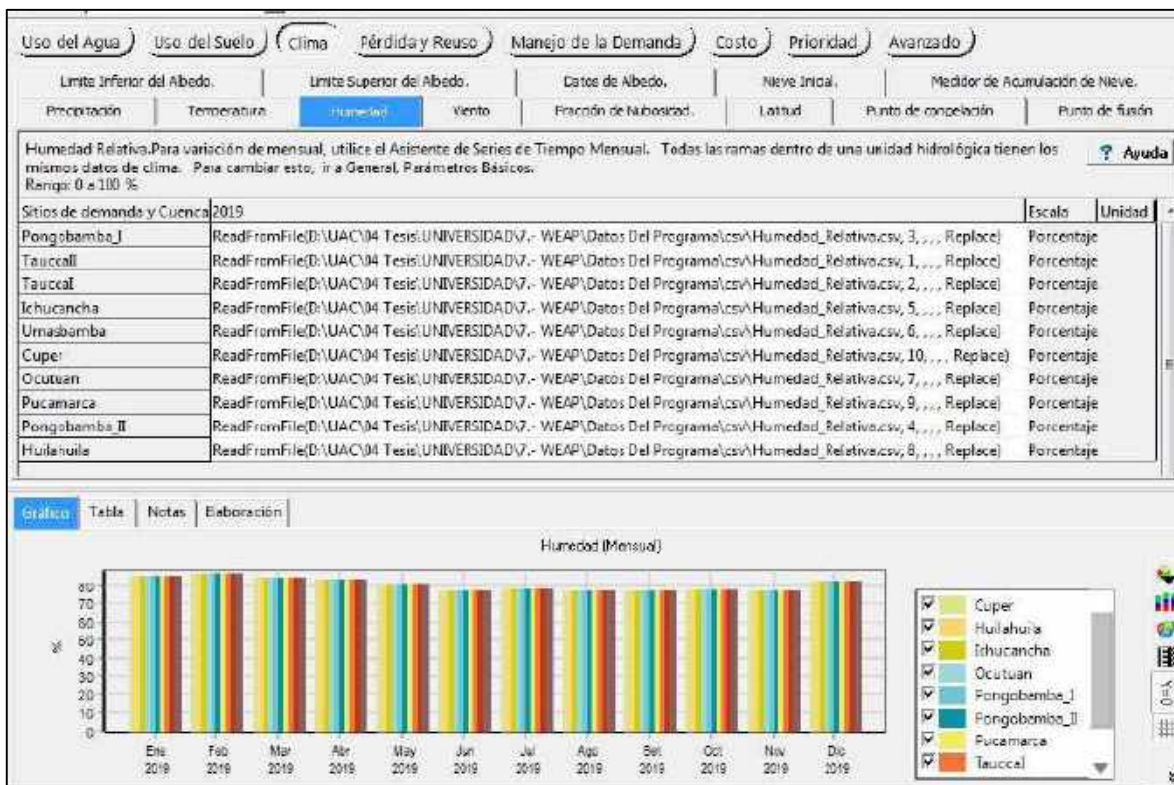 Uso del Agua Uso del Suelo Clima Pérdida y Reuso Manejo de la Demanda Costo Prioridad Avanzado
Limite Inferior del Albedo. Limite Superior del Albedo. Datos de Albedo. Nieve Inicial. Medidor de Acumulación de Nieve.
Precipitación Temperatura Humedad Viento Fracción de Nubosidad. Latitud Punto de congelación Punto de fusión
Humedad Relativa.Para variación de mensual, utilice el Asistente de Series de Tiempo Mensual. Todas las ramas dentro de una unidad hidrológica tienen los
mismos datos de clima. Para cambiar esto, ir a General, Parámetros Básicos.
Rango: 0 a 100 %
? Ayuda
Sitios de demanda y Cuenca 2019 Escala Unidad
Pongobamba_I ReadFromFile(D:\UAC\04 Tesis\UNIVERSIDAD\7.- WEAP\Datos Del Programa\csv\Humedad_Relativa.csv, 3, , , , Replace) Porcentaje
TauccaII ReadFromFile(D:\UAC\04 Tesis\UNIVERSIDAD\7.- WEAP\Datos Del Programa\csv\Humedad_Relativa.csv, 1, , , , Replace) Porcentaje
TauccaI ReadFromFile(D:\UAC\04 Tesis\UNIVERSIDAD\7.- WEAP\Datos Del Programa\csv\Humedad_Relativa.csv, 2, , , , Replace) Porcentaje
Ichucancha ReadFromFile(D:\UAC\04 Tesis\UNIVERSIDAD\7.- WEAP\Datos Del Programa\csv\Humedad_Relativa.csv, 5, , , , Replace) Porcentaje
Umasbamba ReadFromFile(D:\UAC\04 Tesis\UNIVERSIDAD\7.- WEAP\Datos Del Programa\csv\Humedad_Relativa.csv, 6, , , , Replace) Porcentaje
Cuper ReadFromFile(D:\UAC\04 Tesis\UNIVERSIDAD\7.- WEAP\Datos Del Programa\csv\Humedad_Relativa.csv, 10, , , , Replace) Porcentaje
Ocutuan ReadFromFile(D:\UAC\04 Tesis\UNIVERSIDAD\7.- WEAP\Datos Del Programa\csv\Humedad_Relativa.csv, 7, , , , Replace) Porcentaje
Pucamarca ReadFromFile(D:\UAC\04 Tesis\UNIVERSIDAD\7.- WEAP\Datos Del Programa\csv\Humedad_Relativa.csv, 9, , , , Replace) Porcentaje
Pongobamba_II ReadFromFile(D:\UAC\04 Tesis\UNIVERSIDAD\7.- WEAP\Datos Del Programa\csv\Humedad_Relativa.csv, 4, , , , Replace) Porcentaje
Huilahuila ReadFromFile(D:\UAC\04 Tesis\UNIVERSIDAD\7.- WEAP\Datos Del Programa\csv\Humedad_Relativa.csv, 8, , , , Replace) Porcentaje
Gráfico Tabla Notas Elaboración
Humedad (Mensual)
%
80
70
60
50
40
30
20
10
0
Ene Feb Mar Abr May Jun Jul Ago Set Oct Nov Dic
2019 2019 2019 2019 2019 2019 2019 2019 2019 2019 2019 2019
Cuper
Huilahuila
Ichucancha
Ocutuan
Pongobamba_I
Pongobamba_II
Pucamarca
TauccaI
Y=0